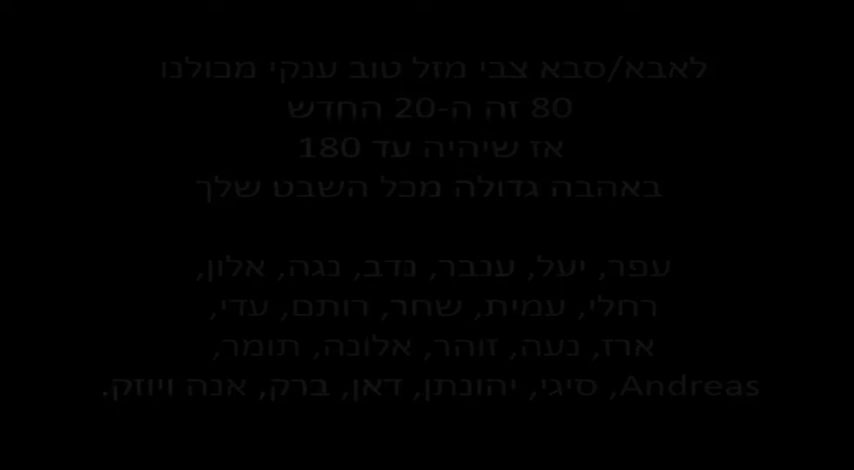 לאבא/סבא צבי מזל טוב ענקי מכולנו
80 זה ה-20 החדש
אז שיהיה עד 180
באהבה גדולה מכל השבט שלך
עפר, יעל, ענבר, נדב, נגה, אלון,
רחלי, עמית, שחר, רותם, עדי,
ארז, נעה, זוהר, אלונה, תומר,
Andreas, סיגי, יהונתן, דאן, ברק, אנה ויוזק.